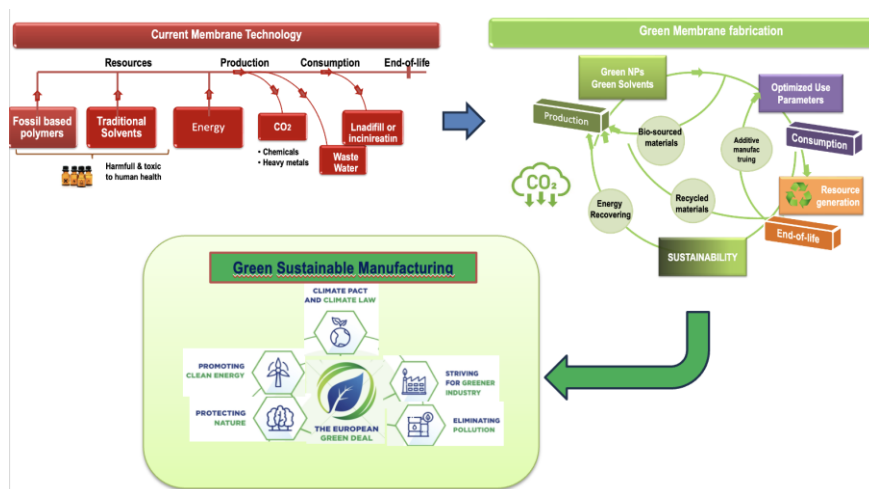 Current Membrane Technology
Resources
Production
Consumption
End-of-life
Fossil based
polymers
Traditional
Solvents
Energy
CO2
Lnadifill or
incinireatin
• Chemicals
• Heavy metals
Waste
Water
Harmfull & toxic
to human health
Green Membrane fabrication
Green NPs
Green Solvents
Optimized Use
Parameters
Production
Consumption
Bio-sourced
materials
Additive
manufac
truing
CO2
Energy
Recovering
Recycled
materials
Resource
generation
End-of-life
SUSTAINABILITY
Green Sustainable Manufacturing
CLIMATE PACT
AND CLIMATE LAW
PROMOTING
CLEAN ENERGY
STRIVING
FOR GREENER
INDUSTRY
PROTECTING
NATURE
THE EUROPEAN
GREEN DEAL
ELIMINATING
POLLUTION